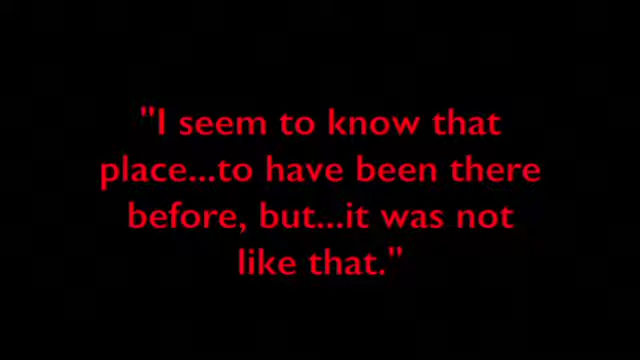 "I seem to know that
place...to have been there
before, but...it was not
like that."